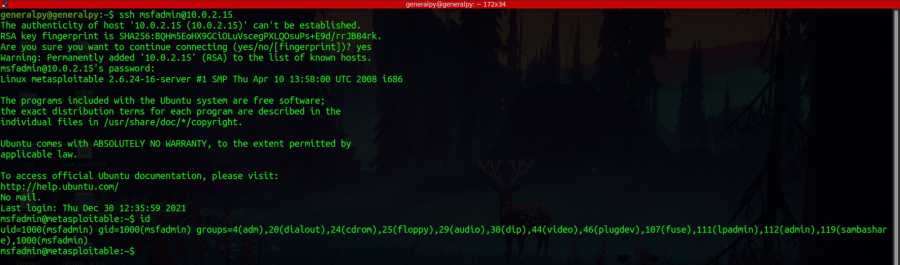 generalpy@generalpy: ~ 172x34
generalpy@generalpy:~$ ssh msfadmin@10.0.2.15
The authenticity of host '10.0.2.15 (10.0.2.15)' can't be established.
RSA key fingerprint is SHA256:BQHm5EoHX9GCiOLuVscegPXLQOsuPs+E9d/rrJB84rk.
Are you sure you want to continue connecting (yes/no/[fingerprint])? yes
Warning: Permanently added '10.0.2.15' (RSA) to the list of known hosts.
msfadmin@10.0.2.15's password:
Linux metasploitable 2.6.24-16-server #1 SMP Thu Apr 10 13:58:00 UTC 2008 i686
The programs included with the Ubuntu system are free software;
the exact distribution terms for each program are described in the
individual files in /usr/share/doc/*/copyright.
Ubuntu comes with ABSOLUTELY NO WARRANTY, to the extent permitted by
applicable law.
To access official Ubuntu documentation, please visit:
http://help.ubuntu.com/
No mail.
Last login: Thu Dec 30 12:35:59 2021
msfadmin@metasploitable:~$ id
uid=1000(msfadmin) gid=1000(msfadmin) groups=4(adm),20(dialout),24(cdrom),25(floppy),29(audio),30(dip),44(video),46(plugdev),107(fuse),111(lpadmin),112(admin),119(sambashar
e),1000(msfadmin)
msfadmin@metasploitable:~$